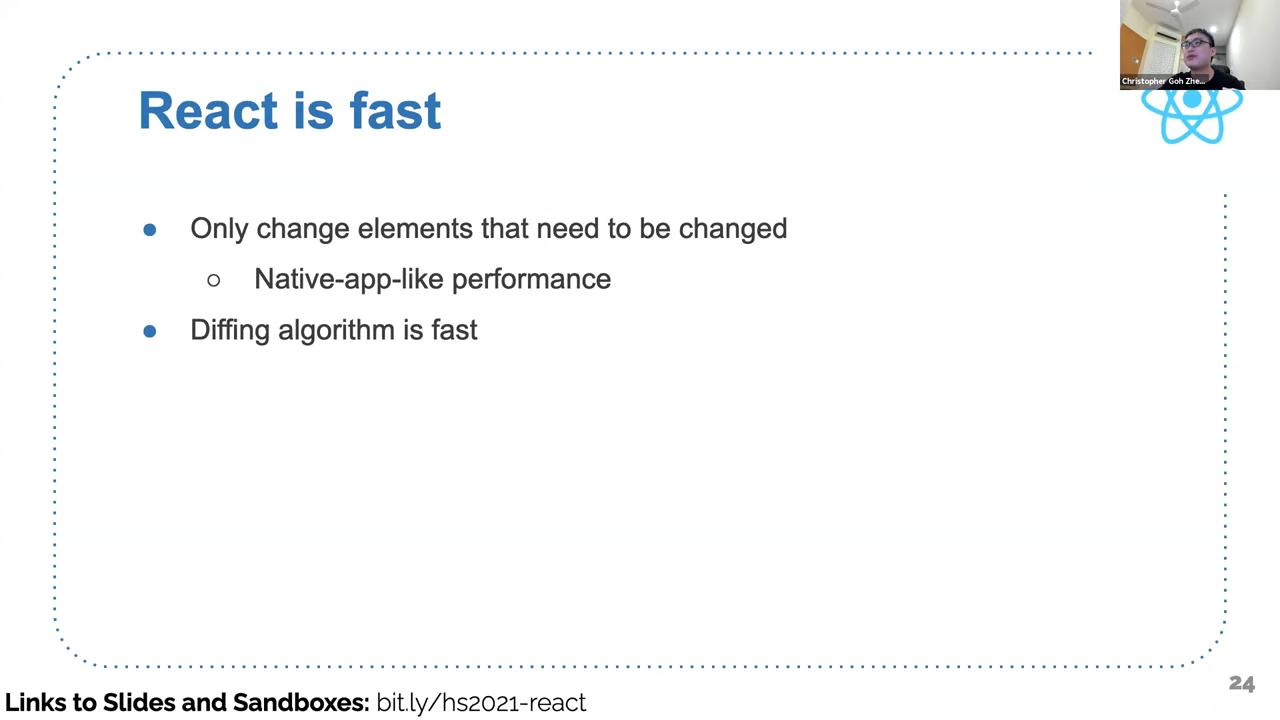 Christopher Goh Zhe...
React is fast
● Only change elements that need to be changed
○ Native-app-like performance
● Diffing algorithm is fast
24
Links to Slides and Sandboxes: bit.ly/hs2021-react